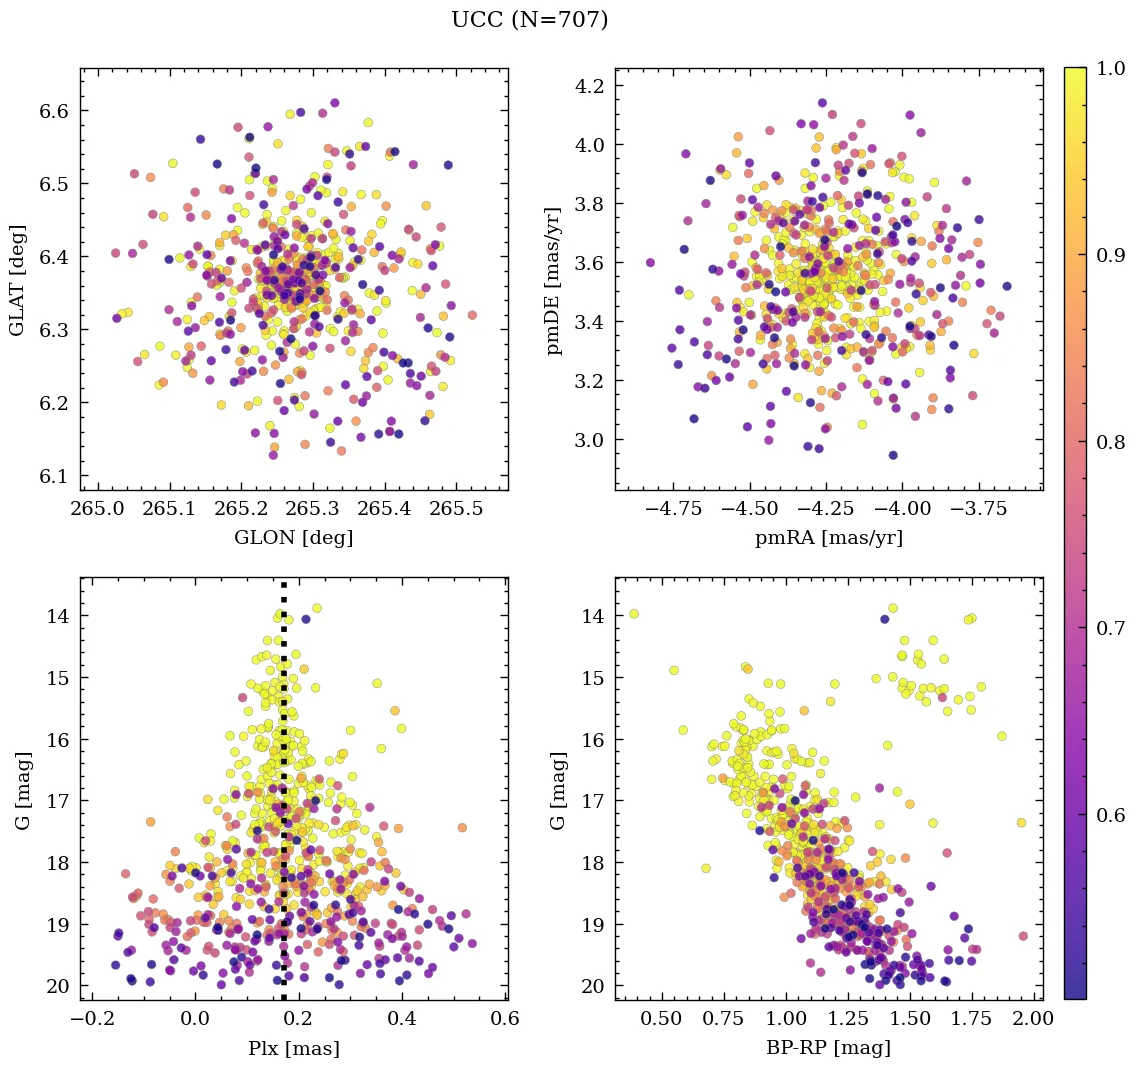 UCC (N=707)
6.6
6.5
6.4
6.3
6.2
6.1
GLAT [deg]
265.0 265.1 265.2 265.3 265.4 265.5
GLON [deg]
4.2
4.0
3.8
3.6
3.4
3.2
3.0
pmDE [mas/yr]
−4.75 −4.50 −4.25 −4.00 −3.75
pmRA [mas/yr]
14
15
16
17
18
19
20
G [mag]
−0.2 0.0 0.2 0.4 0.6
Plx [mas]
14
15
16
17
18
19
20
G [mag]
0.50 0.75 1.00 1.25 1.50 1.75 2.00
BP-RP [mag]
1.0
0.9
0.8
0.7
0.6